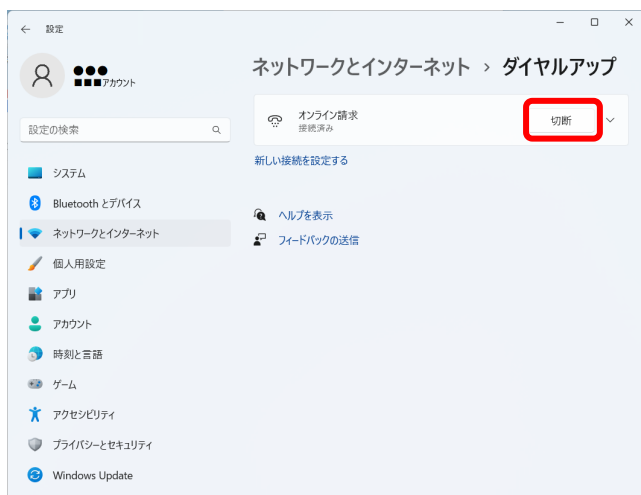 設定
●●●
■■■アカウント
設定の検索
システム
Bluetooth とデバイス
ネットワークとインターネット
個人用設定
アプリ
アカウント
時刻と言語
ゲーム
アクセシビリティ
プライバシーとセキュリティ
Windows Update
ネットワークとインターネット › ダイヤルアップ
オンライン請求
接続済み
切断
新しい接続を設定する
ヘルプを表示
フィードバックの送信